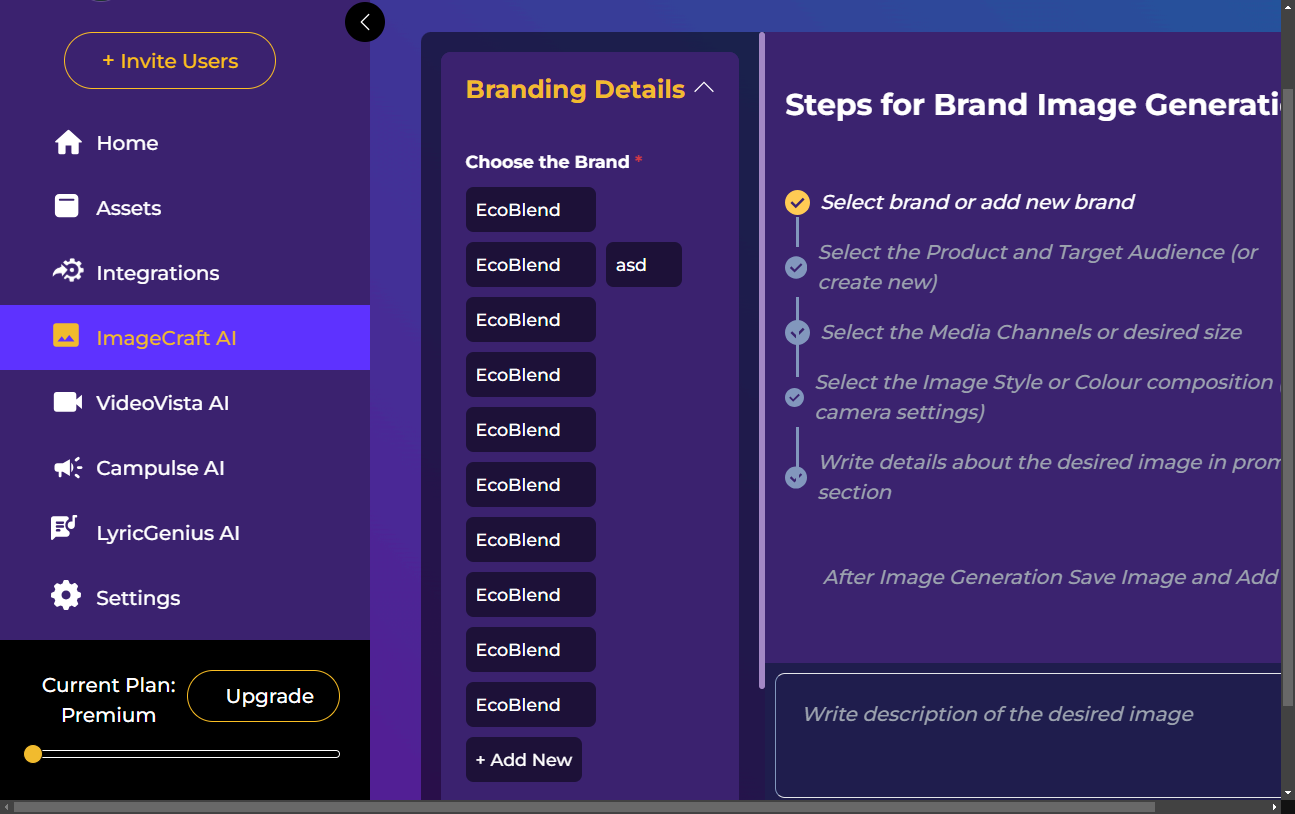 + Invite Users
Home
Assets
Integrations
ImageCraft AI
VideoVista AI
Campulse AI
LyricGenius AI
Settings
Current Plan:
Premium
Upgrade
Branding Details
Choose the Brand *
EcoBlend
EcoBlend asd
EcoBlend
EcoBlend
EcoBlend
EcoBlend
EcoBlend
EcoBlend
EcoBlend
EcoBlend
+ Add New
Steps for Brand Image Generati
Select brand or add new brand
Select the Product and Target Audience (or
create new)
Select the Media Channels or desired size
Select the Image Style or Colour composition (
camera settings)
Write details about the desired image in prom
section
After Image Generation Save Image and Add
Write description of the desired image